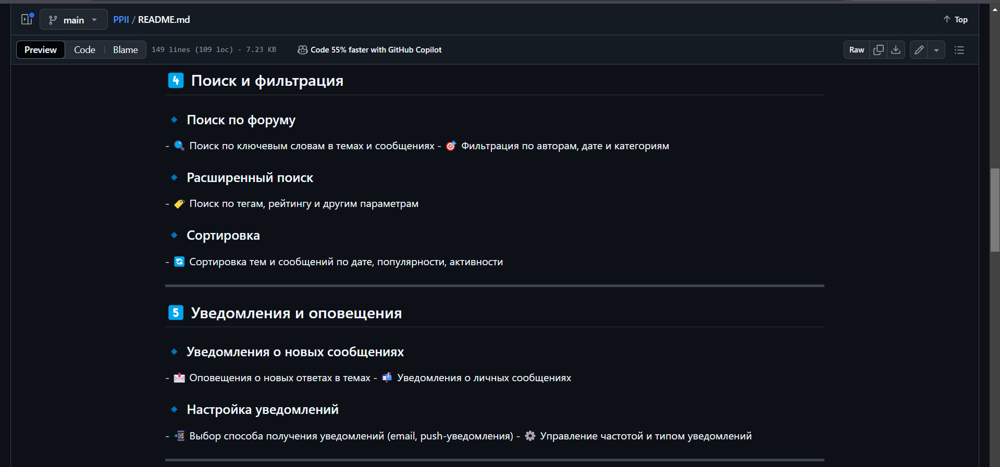 main
PPII / README.md
Top
Preview Code Blame 149 lines (109 loc) · 7.23 KB Code 55% faster with GitHub Copilot Raw
4️⃣ Поиск и фильтрация
🔹 Поиск по форуму
- 🔍 Поиск по ключевым словам в темах и сообщениях - 🎯 Фильтрация по авторам, дате и категориям
🔹 Расширенный поиск
- 🏷️ Поиск по тегам, рейтингу и другим параметрам
🔹 Сортировка
- 🔄 Сортировка тем и сообщений по дате, популярности, активности
5️⃣ Уведомления и оповещения
🔹 Уведомления о новых сообщениях
- 📩 Оповещения о новых ответах в темах - 📬 Уведомления о личных сообщениях
🔹 Настройка уведомлений
- 📲 Выбор способа получения уведомлений (email, push-уведомления) - ⚙️ Управление частотой и типом уведомлений